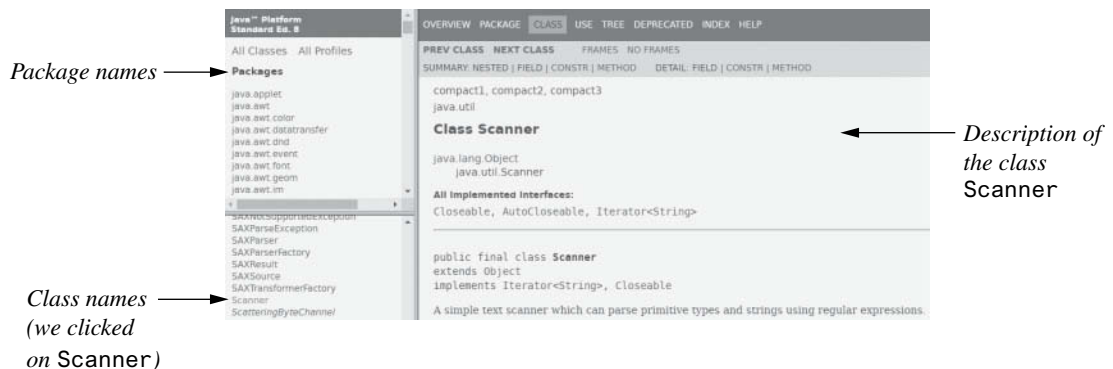 Java™ Platform
Standard Ed. 8
All Classes All Profiles
Packages
java.applet
java.awt
java.awt.color
java.awt.datatransfer
java.awt.dnd
java.awt.event
java.awt.font
java.awt.geom
java.awt.im
SAXNotSupportedException
SAXParseException
SAXParser
SAXParserFactory
SAXResult
SAXSource
SAXTransformerFactory
Scanner
ScatteringByteChannel
OVERVIEW PACKAGE CLASS USE TREE DEPRECATED INDEX HELP
PREV CLASS NEXT CLASS FRAMES NO FRAMES
SUMMARY: NESTED | FIELD | CONSTR | METHOD DETAIL: FIELD | CONSTR | METHOD
compact1, compact2, compact3
java.util
Class Scanner
java.lang.Object
java.util.Scanner
All Implemented Interfaces:
Closeable, AutoCloseable, Iterator<String>
public final class Scanner
extends Object
implements Iterator<String>, Closeable
A simple text scanner which can parse primitive types and strings using regular expressions.
Package names
Class names
(we clicked
on Scanner)
Description of
the class
Scanner